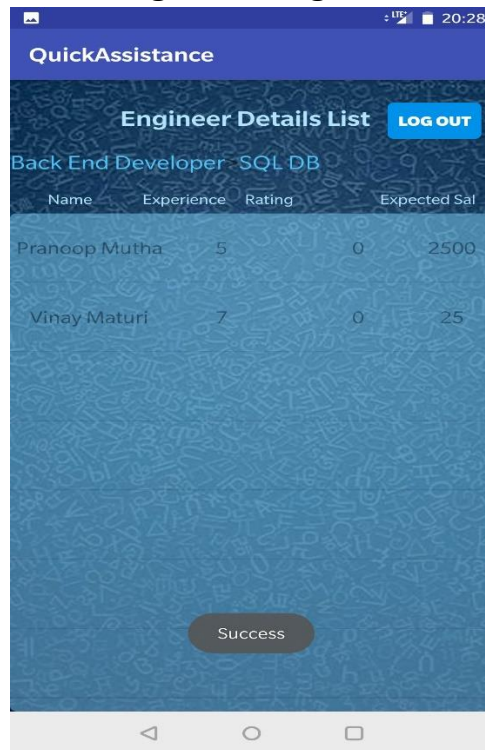 LTE 20:28
QuickAssistance
Engineer Details List LOG OUT
Back End Developer SQL DB
Name Experience Rating Expected Sal
Pranoop Mutha 5 0 2500
Vinay Maturi 7 0 25
Success